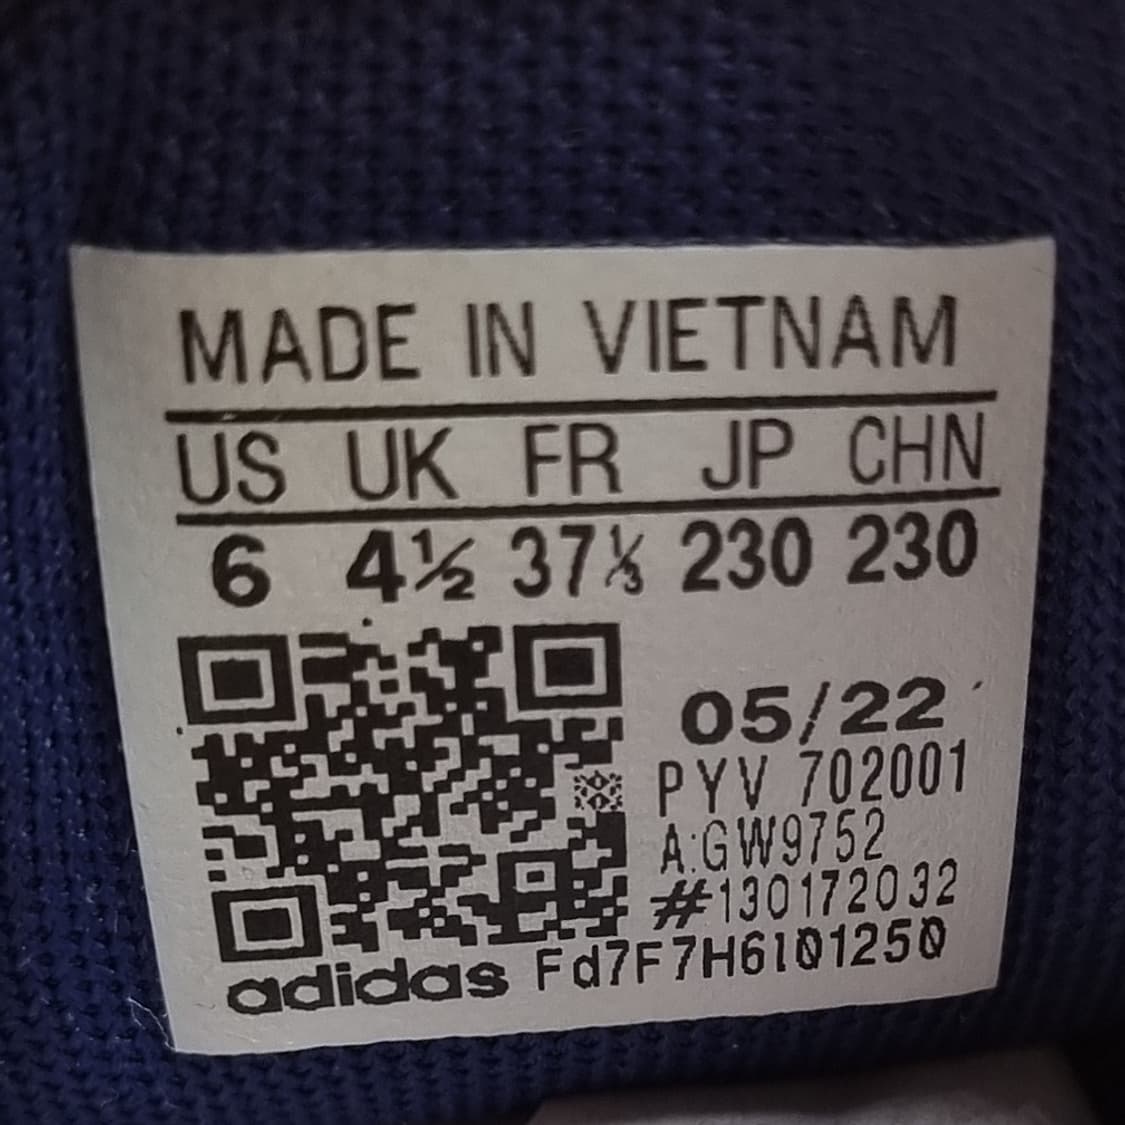 MADE IN VIETNAM
US UK FR JP CHN
6 4½ 37⅓ 230 230
05/22
PYV 702001
A:GW9752
#130172032
Fd7F7H6101250
adidas